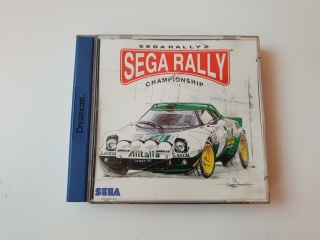 SEGA RALLY 2
SEGA RALLY
CHAMPIONSHIP
Dreamcast
Alitalia
SEGA